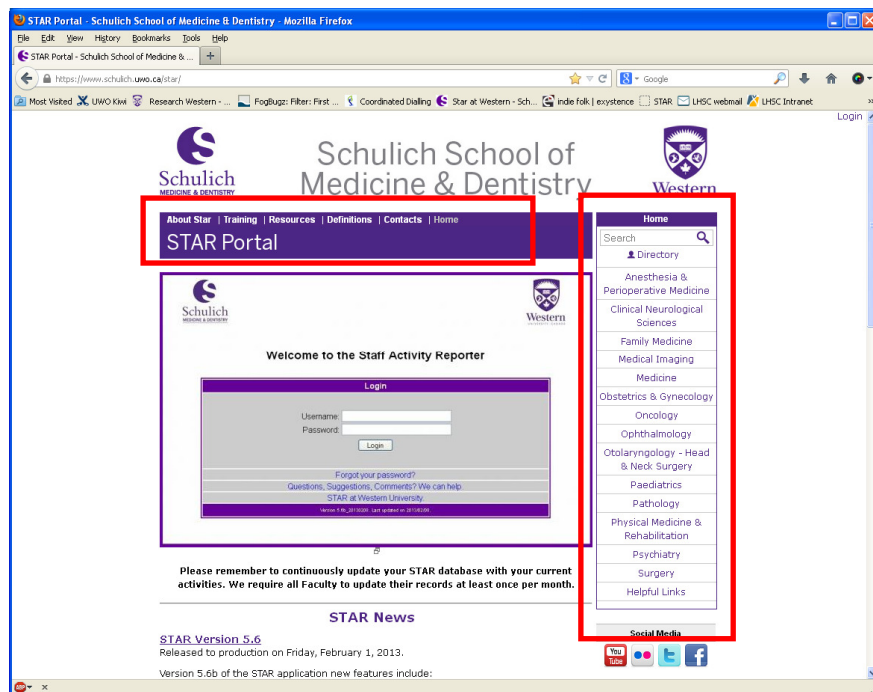 STAR Portal - Schulich School of Medicine & Dentistry - Mozilla Firefox
File Edit View History Bookmarks Tools Help
STAR Portal - Schulich School of Medicine & ... +
https://www.schulich.uwo.ca/star/
Google
Most Visited UWO Kiwi Research Western - ... FogBugz: Filter: First ... Coordinated Dialling Star at Western - Sch... indie folk | exystence STAR LHSC webmail LHSC Intranet »
Login
Schulich
MEDICINE & DENTISTRY
Schulich School of
Medicine & Dentistry
Western
About Star | Training | Resources | Definitions | Contacts | Home
STAR Portal
Schulich
MEDICINE & DENTISTRY
Western
Welcome to the Staff Activity Reporter
Login
Username:
Password:
Login
Forgot your password?
Questions, Suggestions, Comments? We can help.
STAR at Western University.
Please remember to continuously update your STAR database with your current
activities. We require all Faculty to update their records at least once per month.
STAR News
STAR Version 5.6
Released to production on Friday, February 1, 2013.
Version 5.6b of the STAR application new features include:
Home
Search
Directory
Anesthesia &
Perioperative Medicine
Clinical Neurological
Sciences
Family Medicine
Medical Imaging
Medicine
Obstetrics & Gynecology
Oncology
Ophthalmology
Otolaryngology - Head
& Neck Surgery
Paediatrics
Pathology
Physical Medicine &
Rehabilitation
Psychiatry
Surgery
Helpful Links
Social Media
You
Tube
ABP